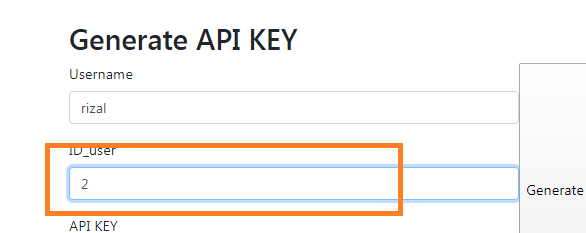 Generate API KEY
Username
rizal
ID_user
2
Generate
API KEY